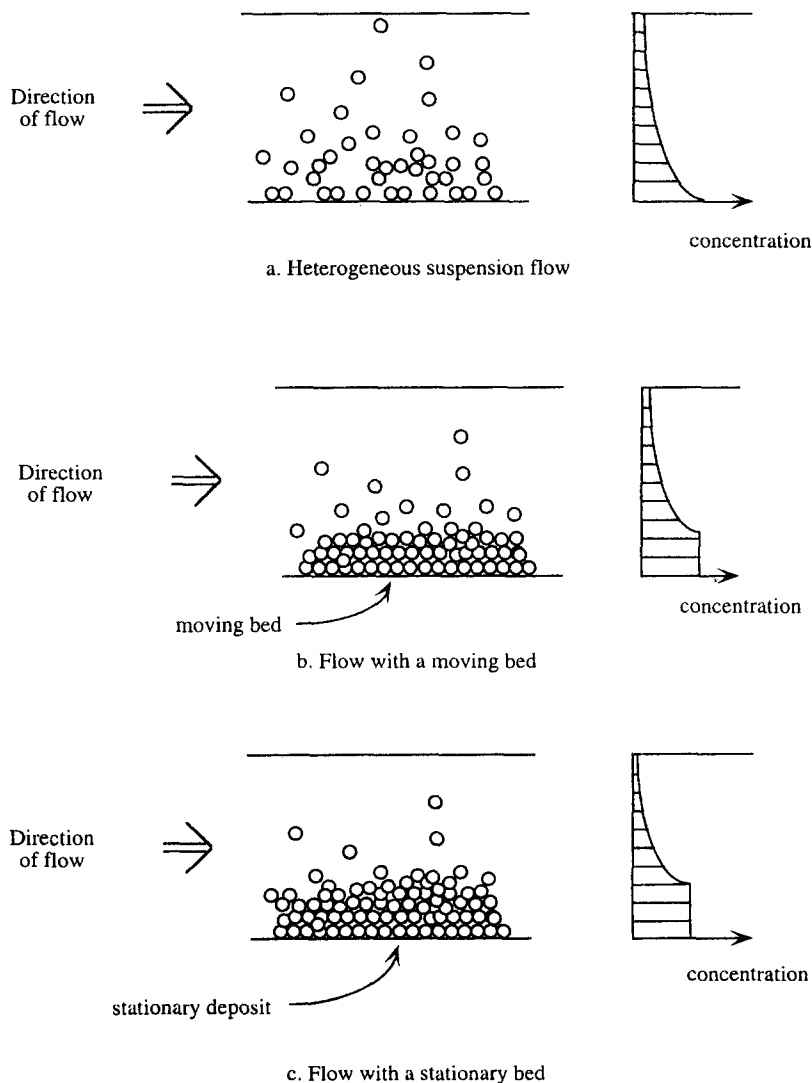 Direction
of flow
concentration
a. Heterogeneous suspension flow
Direction
of flow
concentration
moving bed
b. Flow with a moving bed
Direction
of flow
concentration
stationary deposit
c. Flow with a stationary bed